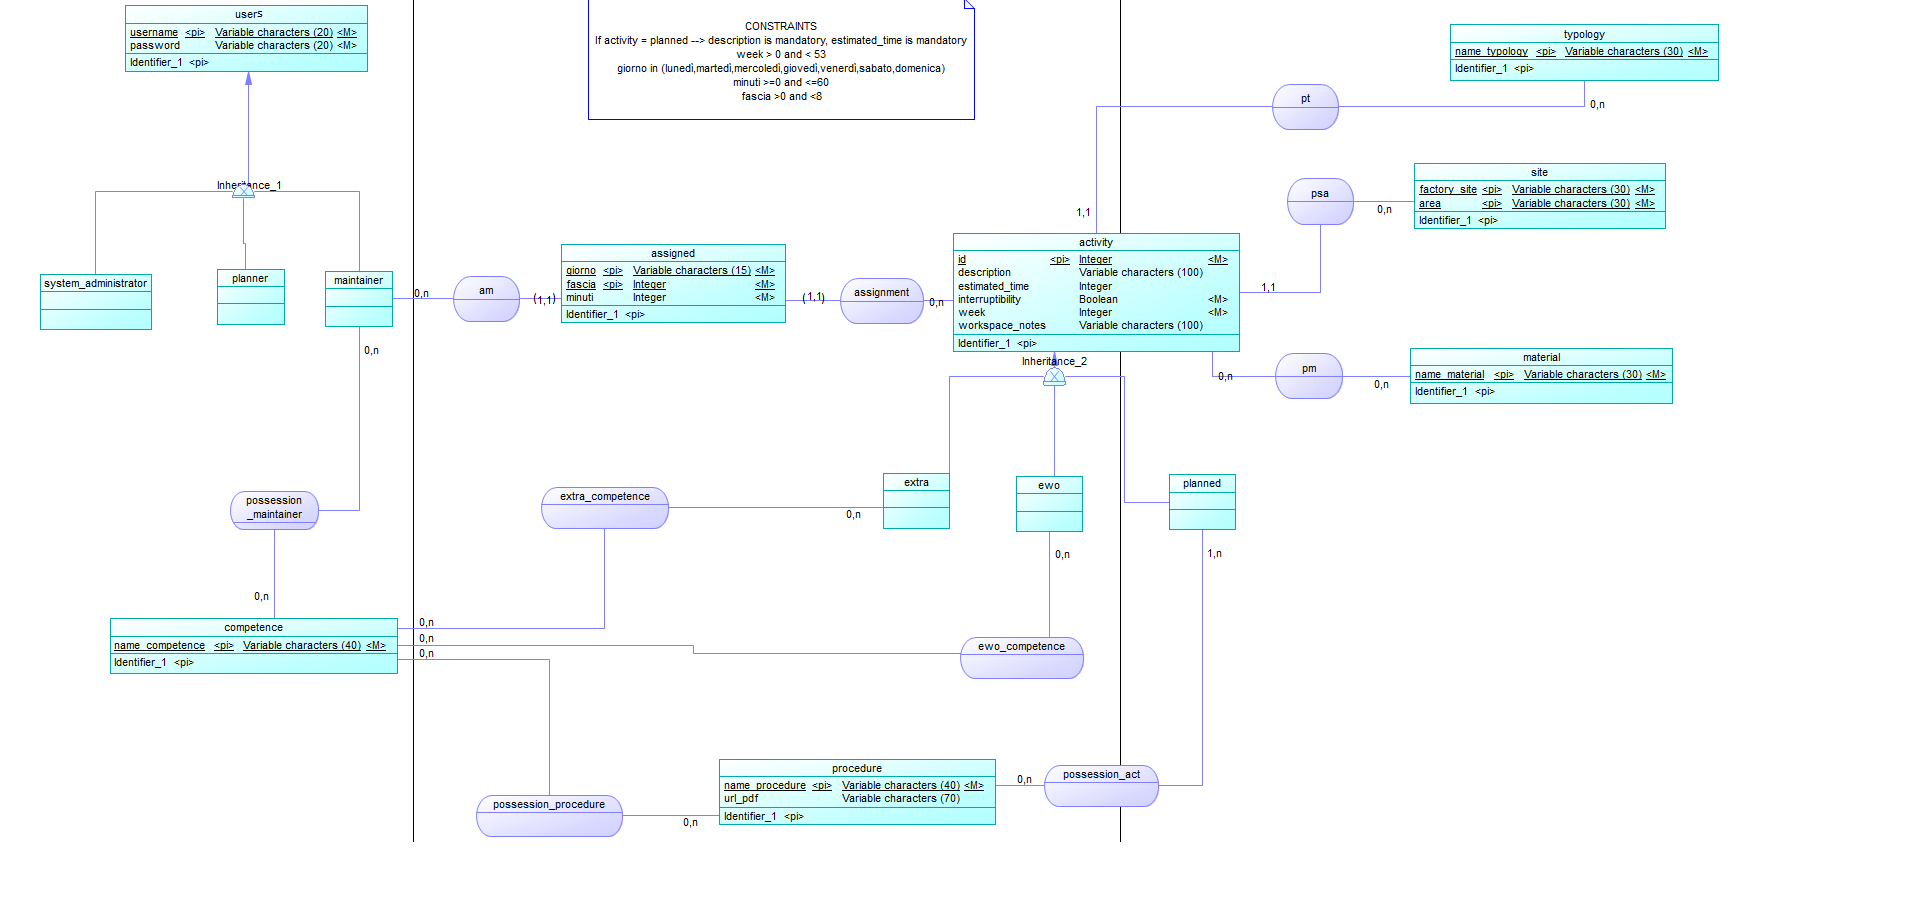 users
username <pi> Variable characters (20) <M>
password Variable characters (20) <M>
Identifier_1 <pi>
CONSTRAINTS
If activity = planned --> description is mandatory, estimated_time is mandatory
week > 0 and < 53
giorno in (lunedì,martedì,mercoledì,giovedì,venerdì,sabato,domenica)
minuti >=0 and <=60
fascia >0 and <8
typology
name_typology <pi> Variable characters (30) <M>
Identifier_1 <pi>
pt
0,n
1,1
site
factory_site <pi> Variable characters (30) <M>
area <pi> Variable characters (30) <M>
Identifier_1 <pi>
psa
0,n
1,1
Inheritance_1
system_administrator
planner
maintainer
0,n
am
(1,1)
assigned
giorno <pi> Variable characters (15) <M>
fascia <pi> Integer <M>
minuti Integer <M>
Identifier_1 <pi>
(1,1)
assignment
0,n
activity
id <pi> Integer <M>
description Variable characters (100)
estimated_time Integer
interruptibility Boolean <M>
week Integer <M>
workspace_notes Variable characters (100)
Identifier_1 <pi>
Inheritance_2
0,n
pm
0,n
material
name_material <pi> Variable characters (30) <M>
Identifier_1 <pi>
0,n
possession
_maintainer
0,n
extra_competence
0,n
extra
ewo
planned
0,n
1,n
competence
name_competence <pi> Variable characters (40) <M>
Identifier_1 <pi>
0,n
0,n
0,n
ewo_competence
procedure
name_procedure <pi> Variable characters (40) <M>
url_pdf Variable characters (70)
Identifier_1 <pi>
0,n
possession_act
possession_procedure
0,n